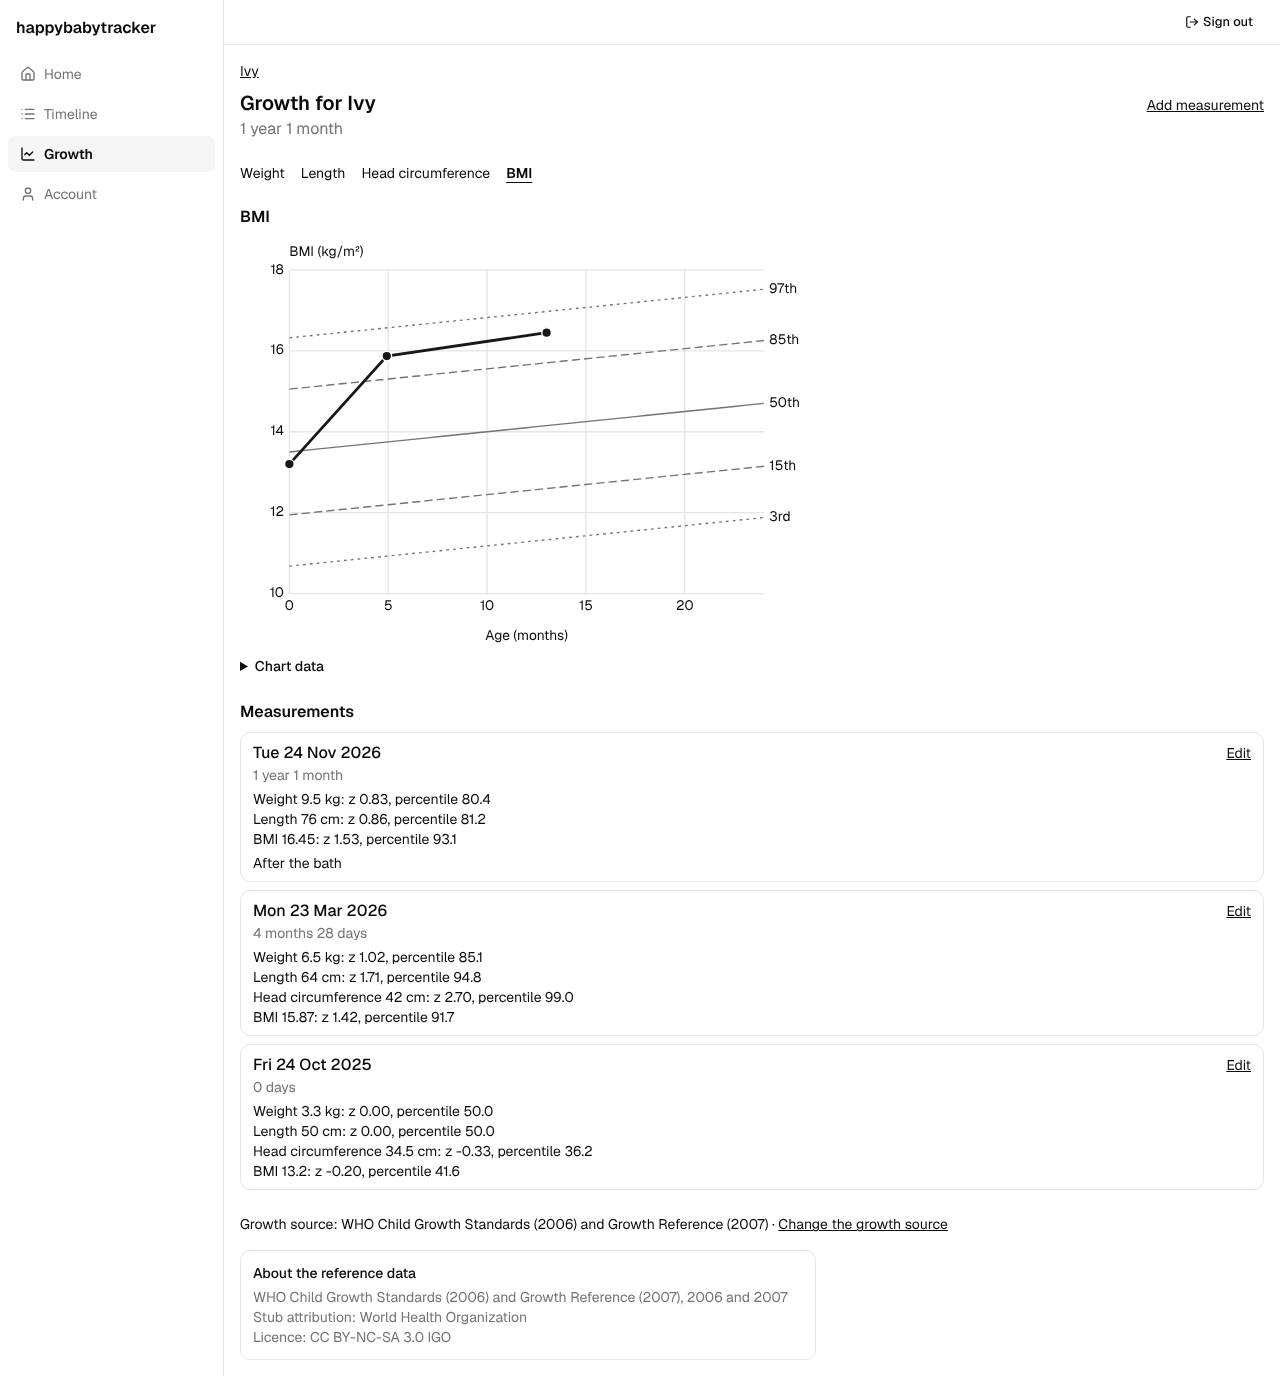 happybabytracker
Sign out
Home
Timeline
Growth
Account
Ivy
Growth for Ivy
Add measurement
1 year 1 month
Weight Length Head circumference BMI
BMI
BMI (kg/m²)
18
97th
16
85th
50th
14
15th
12
3rd
10
0 5 10 15 20
Age (months)
Chart data
Measurements
Tue 24 Nov 2026
Edit
1 year 1 month
Weight 9.5 kg: z 0.83, percentile 80.4
Length 76 cm: z 0.86, percentile 81.2
BMI 16.45: z 1.53, percentile 93.1
After the bath
Mon 23 Mar 2026
Edit
4 months 28 days
Weight 6.5 kg: z 1.02, percentile 85.1
Length 64 cm: z 1.71, percentile 94.8
Head circumference 42 cm: z 2.70, percentile 99.0
BMI 15.87: z 1.42, percentile 91.7
Fri 24 Oct 2025
Edit
0 days
Weight 3.3 kg: z 0.00, percentile 50.0
Length 50 cm: z 0.00, percentile 50.0
Head circumference 34.5 cm: z -0.33, percentile 36.2
BMI 13.2: z -0.20, percentile 41.6
Growth source: WHO Child Growth Standards (2006) and Growth Reference (2007) · Change the growth source
About the reference data
WHO Child Growth Standards (2006) and Growth Reference (2007), 2006 and 2007
Stub attribution: World Health Organization
Licence: CC BY-NC-SA 3.0 IGO